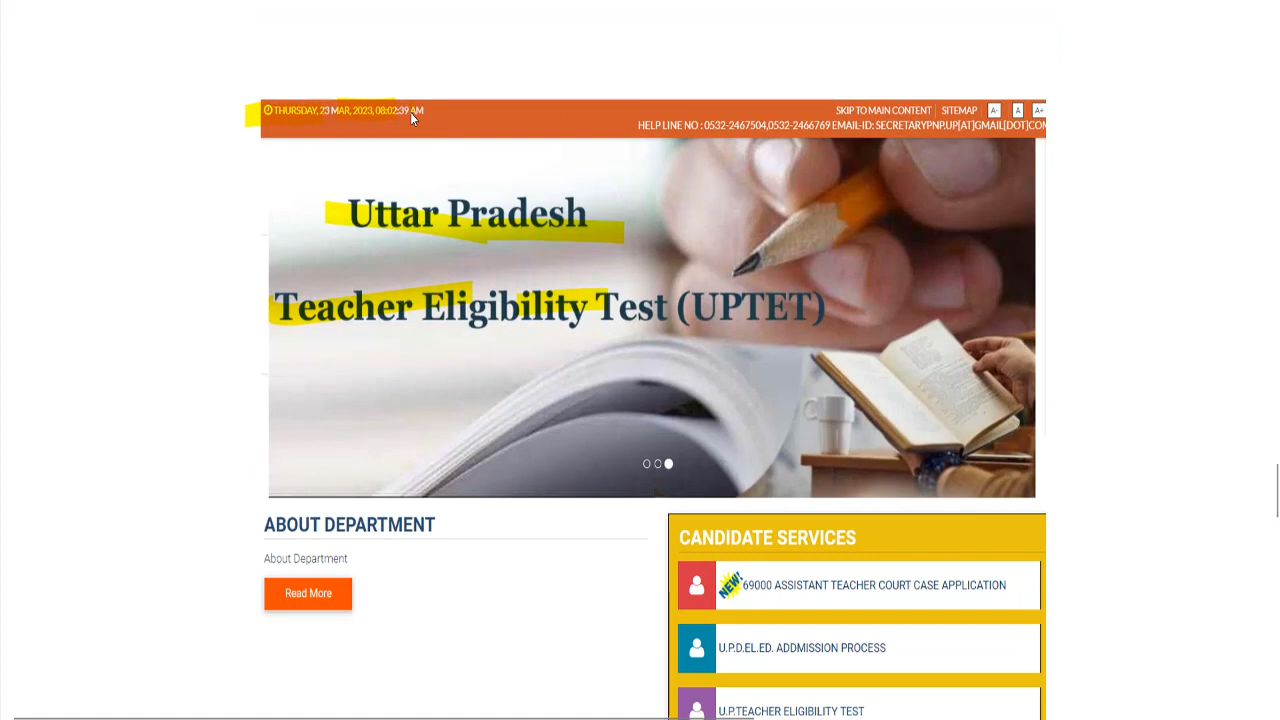 THURSDAY, 23 MAR, 2023, 08:02:39 AM
SKIP TO MAIN CONTENT SITEMAP A- A A+
HELP LINE NO : 0532-2467504,0532-2466769 EMAIL-ID: SECRETARYPNP.UP[AT]GMAIL[DOT]COM
Uttar Pradesh
Teacher Eligibility Test (UPTET)
ABOUT DEPARTMENT
About Department
Read More
CANDIDATE SERVICES
NEW! 69000 ASSISTANT TEACHER COURT CASE APPLICATION
U.P.D.EL.ED. ADDMISSION PROCESS
U.P.TEACHER ELIGIBILITY TEST